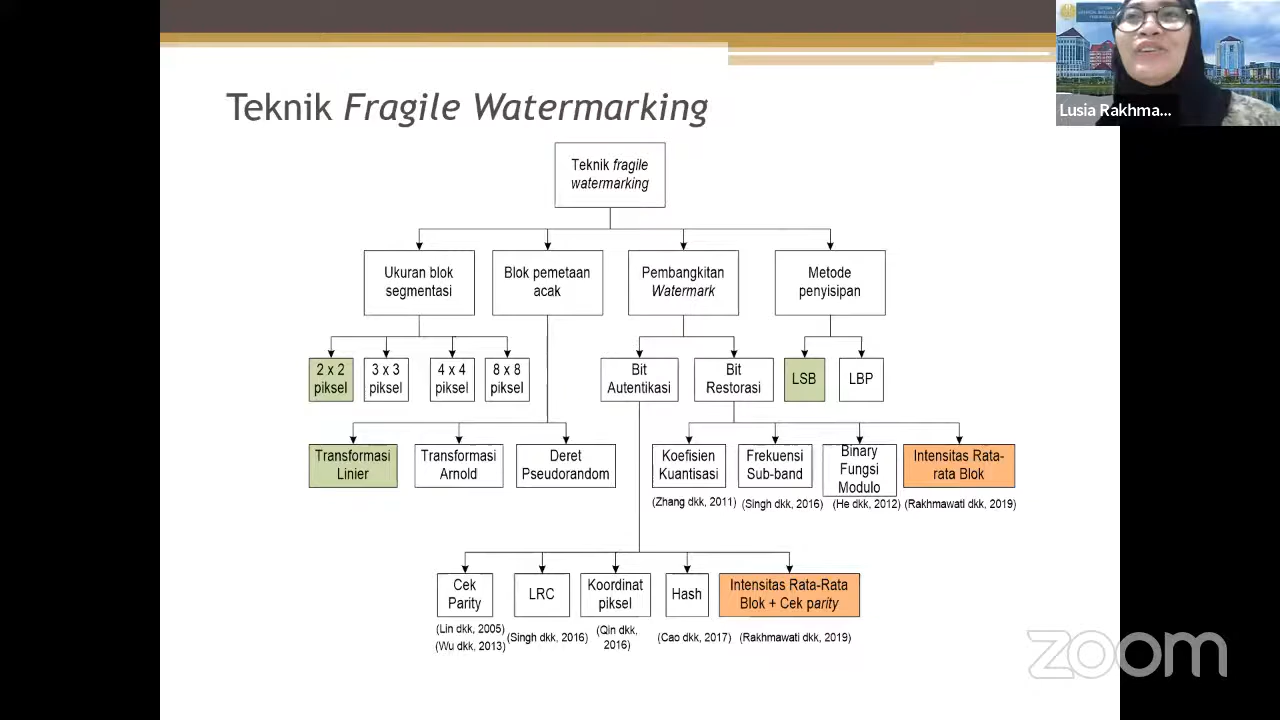 Lusia Rakhma...
Teknik Fragile Watermarking
Teknik fragile
watermarking
Ukuran blok
segmentasi
Blok pemetaan
acak
Pembangkitan
Watermark
Metode
penyisipan
2 x 2
piksel
3 x 3
piksel
4 x 4
piksel
8 x 8
piksel
Bit
Autentikasi
Bit
Restorasi
LSB
LBP
Transformasi
Linier
Transformasi
Arnold
Deret
Pseudorandom
Koefisien
Kuantisasi
Frekuensi
Sub-band
Binary
Fungsi
Modulo
Intensitas Rata-
rata Blok
(Zhang dkk, 2011)
(Singh dkk, 2016)
(He dkk, 2012)
(Rakhmawati dkk, 2019)
Cek
Parity
LRC
Koordinat
piksel
Hash
Intensitas Rata-Rata
Blok + Cek parity
(Lin dkk, 2005)
(Wu dkk, 2013)
(Singh dkk, 2016)
(Qin dkk,
2016)
(Cao dkk, 2017)
(Rakhmawati dkk, 2019)
zoom